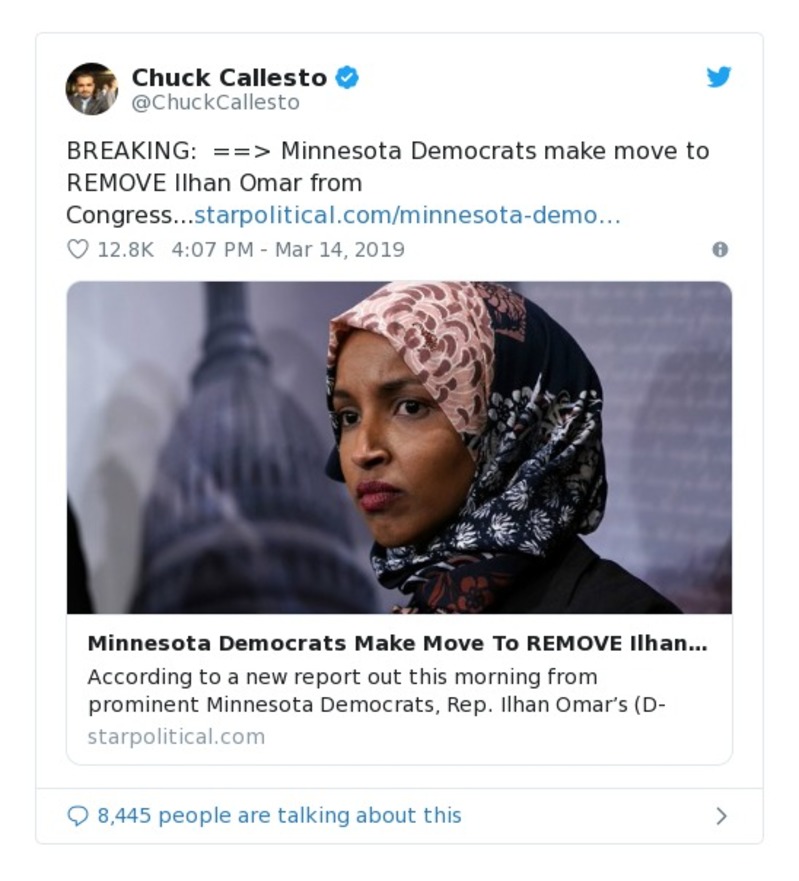 Chuck Callesto
@ChuckCallesto
BREAKING: ==> Minnesota Democrats make move to
REMOVE Ilhan Omar from
Congress...starpolitical.com/minnesota-demo…
12.8K 4:07 PM - Mar 14, 2019
Minnesota Democrats Make Move To REMOVE Ilhan...
According to a new report out this morning from
prominent Minnesota Democrats, Rep. Ilhan Omar’s (D-
starpolitical.com
8,445 people are talking about this